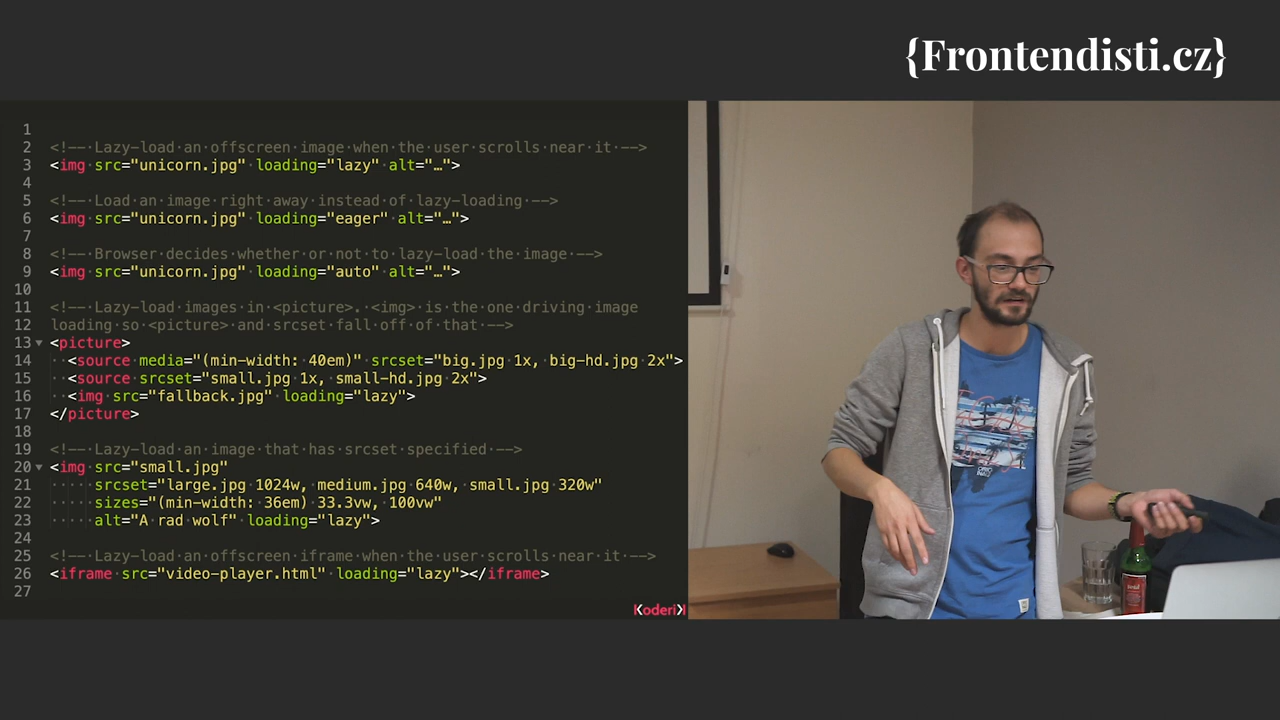 {Frontendisti.cz}
1
2 <!-- Lazy-load an offscreen image when the user scrolls near it -->
3 <img src="unicorn.jpg" loading="lazy" alt="…">
4
5 <!-- Load an image right away instead of lazy-loading -->
6 <img src="unicorn.jpg" loading="eager" alt="…">
7
8 <!-- Browser decides whether or not to lazy-load the image -->
9 <img src="unicorn.jpg" loading="auto" alt="…">
10
11 <!-- Lazy-load images in <picture>. <img> is the one driving image
12 loading so <picture> and srcset fall off of that -->
13 <picture>
14 <source media="(min-width: 40em)" srcset="big.jpg 1x, big-hd.jpg 2x">
15 <source srcset="small.jpg 1x, small-hd.jpg 2x">
16 <img src="fallback.jpg" loading="lazy">
17 </picture>
18
19 <!-- Lazy-load an image that has srcset specified -->
20 <img src="small.jpg"
21 srcset="large.jpg 1024w, medium.jpg 640w, small.jpg 320w"
22 sizes="(min-width: 36em) 33.3vw, 100vw"
23 alt="A rad wolf" loading="lazy">
24
25 <!-- Lazy-load an offscreen iframe when the user scrolls near it -->
26 <iframe src="video-player.html" loading="lazy"></iframe>
27
Koderi